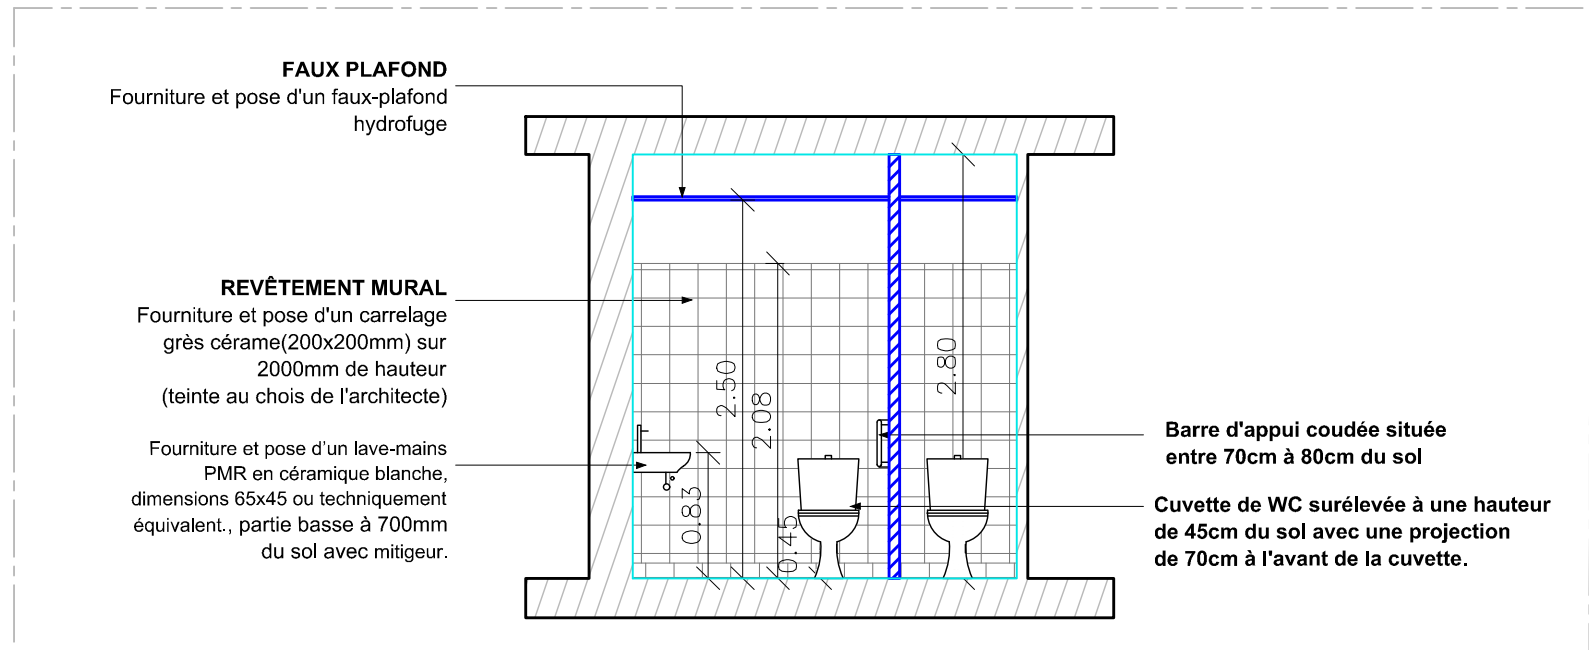 FAUX PLAFOND
Fourniture et pose d'un faux-plafond
hydrofuge
REVÊTEMENT MURAL
Fourniture et pose d'un carrelage
grès cérame(200x200mm) sur
2000mm de hauteur
(teinte au chois de l'architecte)
Fourniture et pose d'un lave-mains
PMR en céramique blanche,
dimensions 65x45 ou techniquement
équivalent., partie basse à 700mm
du sol avec mitigeur.
2.50
2.08
0.83
0.45
2.80
Barre d'appui coudée située
entre 70cm à 80cm du sol
Cuvette de WC surélevée à une hauteur
de 45cm du sol avec une projection
de 70cm à l'avant de la cuvette.